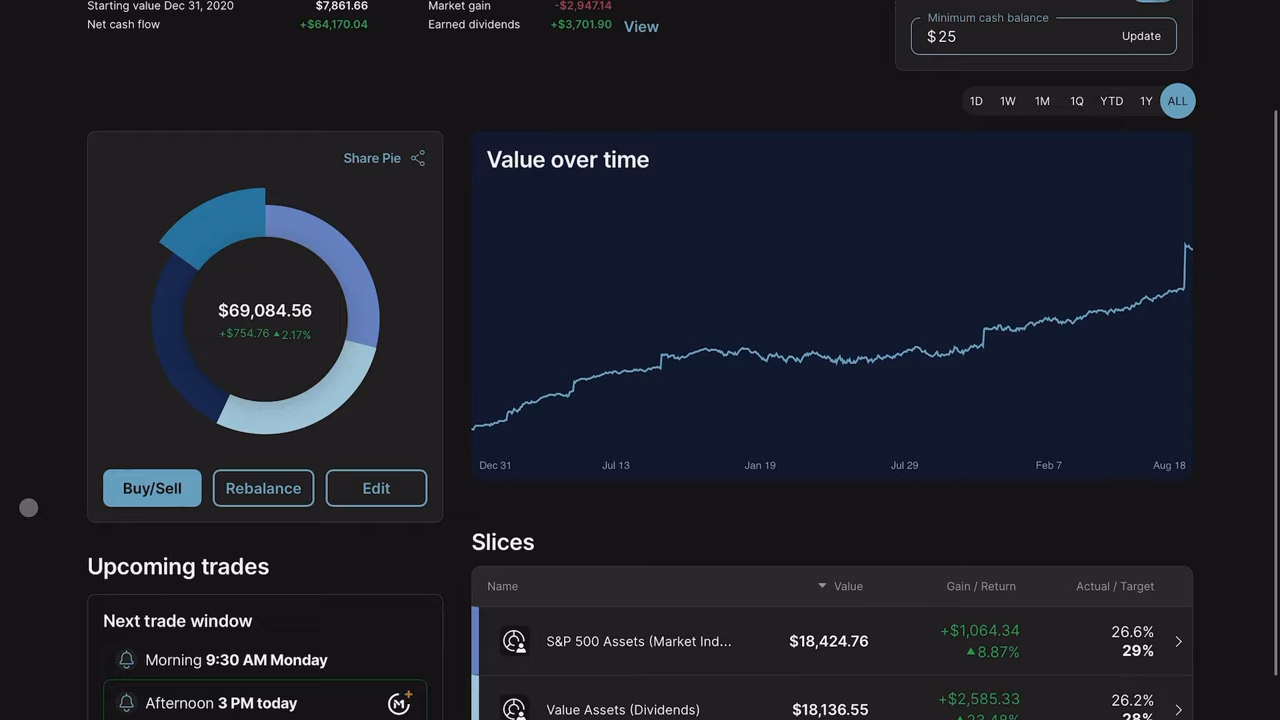 Starting value Dec 31, 2020 $7,861.66 Market gain -$2,947.14
Net cash flow +$64,170.04 Earned dividends +$3,701.90 View
Minimum cash balance
$25 Update
1D 1W 1M 1Q YTD 1Y ALL
Share Pie
$69,084.56
+$754.76 ▲2.17%
Buy/Sell Rebalance Edit
Value over time
Dec 31 Jul 13 Jan 19 Jul 29 Feb 7 Aug 18
Upcoming trades
Next trade window
Morning 9:30 AM Monday
Afternoon 3 PM today
Slices
Name Value Gain / Return Actual / Target
S&P 500 Assets (Market Ind... $18,424.76 +$1,064.34 26.6%
▲8.87% 29%
Value Assets (Dividends) $18,136.55 +$2,585.33 26.2%